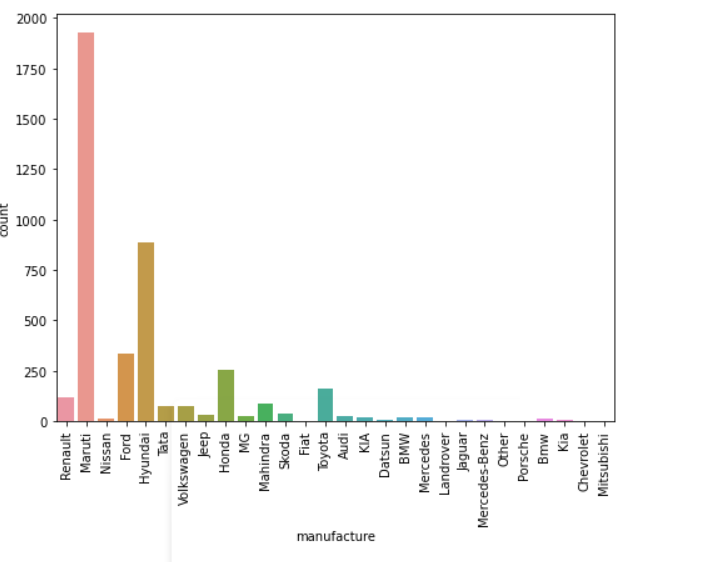 2000
1750
1500
1250
1000
750
500
250
0
count
Renault
Maruti
Nissan
Ford
Hyundai
Tata
Volkswagen
Jeep
Honda
MG
Mahindra
Skoda
Fiat
Toyota
Audi
KIA
Datsun
BMW
Mercedes
Landrover
Jaguar
Mercedes-Benz
Other
Porsche
Bmw
Kia
Chevrolet
Mitsubishi
manufacture